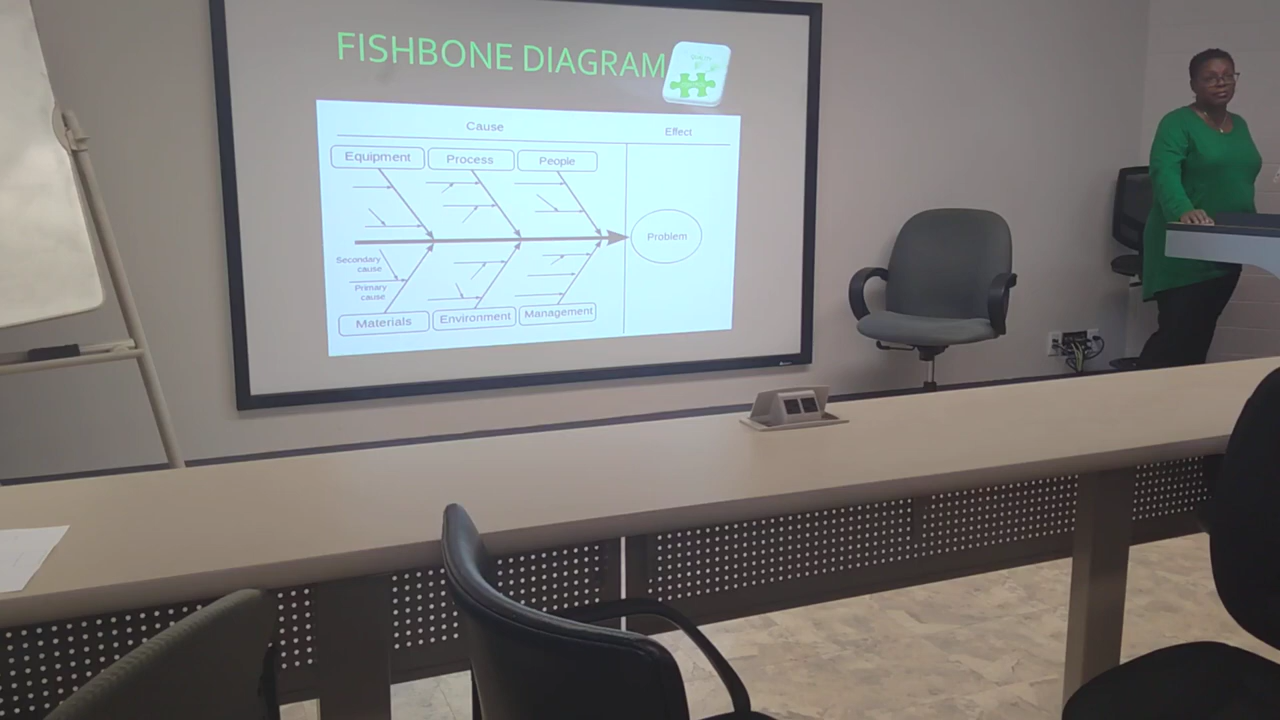 FISHBONE DIAGRAM
Cause
Effect
Equipment
Process
People
Problem
Secondary
cause
Primary
cause
Materials
Environment
Management